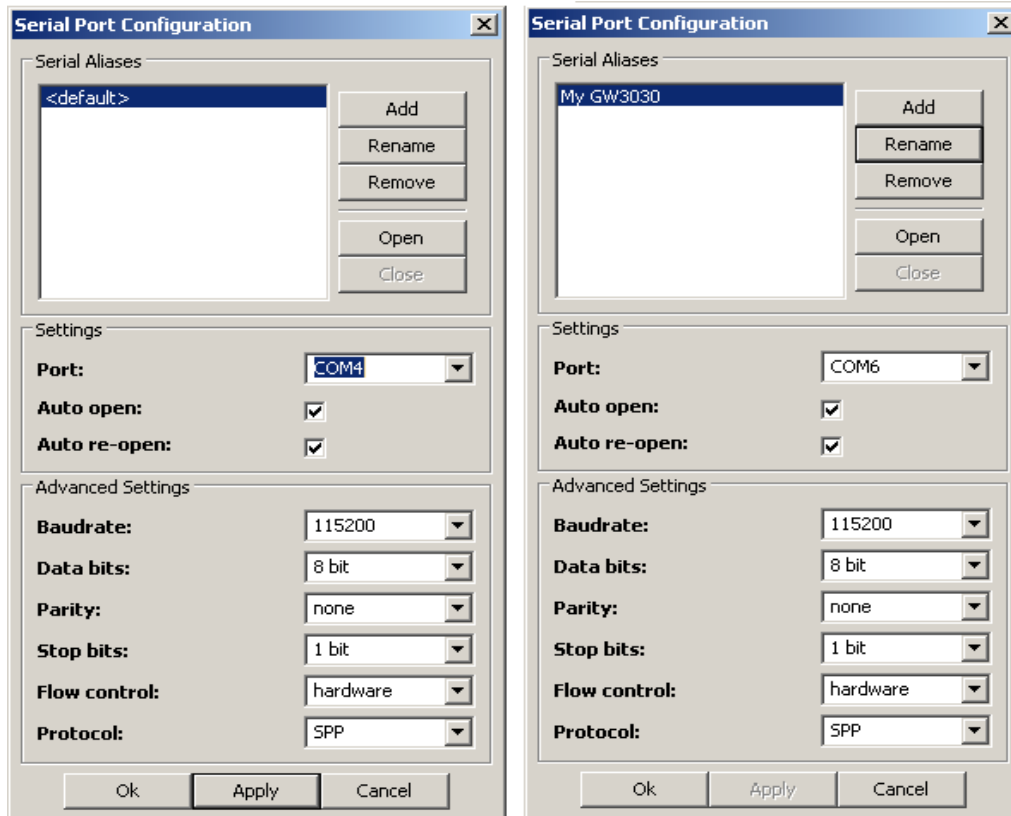 Serial Port Configuration
Serial Aliases
<default>
Add
Rename
Remove
Open
Close
Settings
Port: COM4
Auto open:
Auto re-open:
Advanced Settings
Baudrate: 115200
Data bits: 8 bit
Parity: none
Stop bits: 1 bit
Flow control: hardware
Protocol: SPP
Ok Apply Cancel
Serial Port Configuration
Serial Aliases
My GW3030
Add
Rename
Remove
Open
Close
Settings
Port: COM6
Auto open:
Auto re-open:
Advanced Settings
Baudrate: 115200
Data bits: 8 bit
Parity: none
Stop bits: 1 bit
Flow control: hardware
Protocol: SPP
Ok Apply Cancel